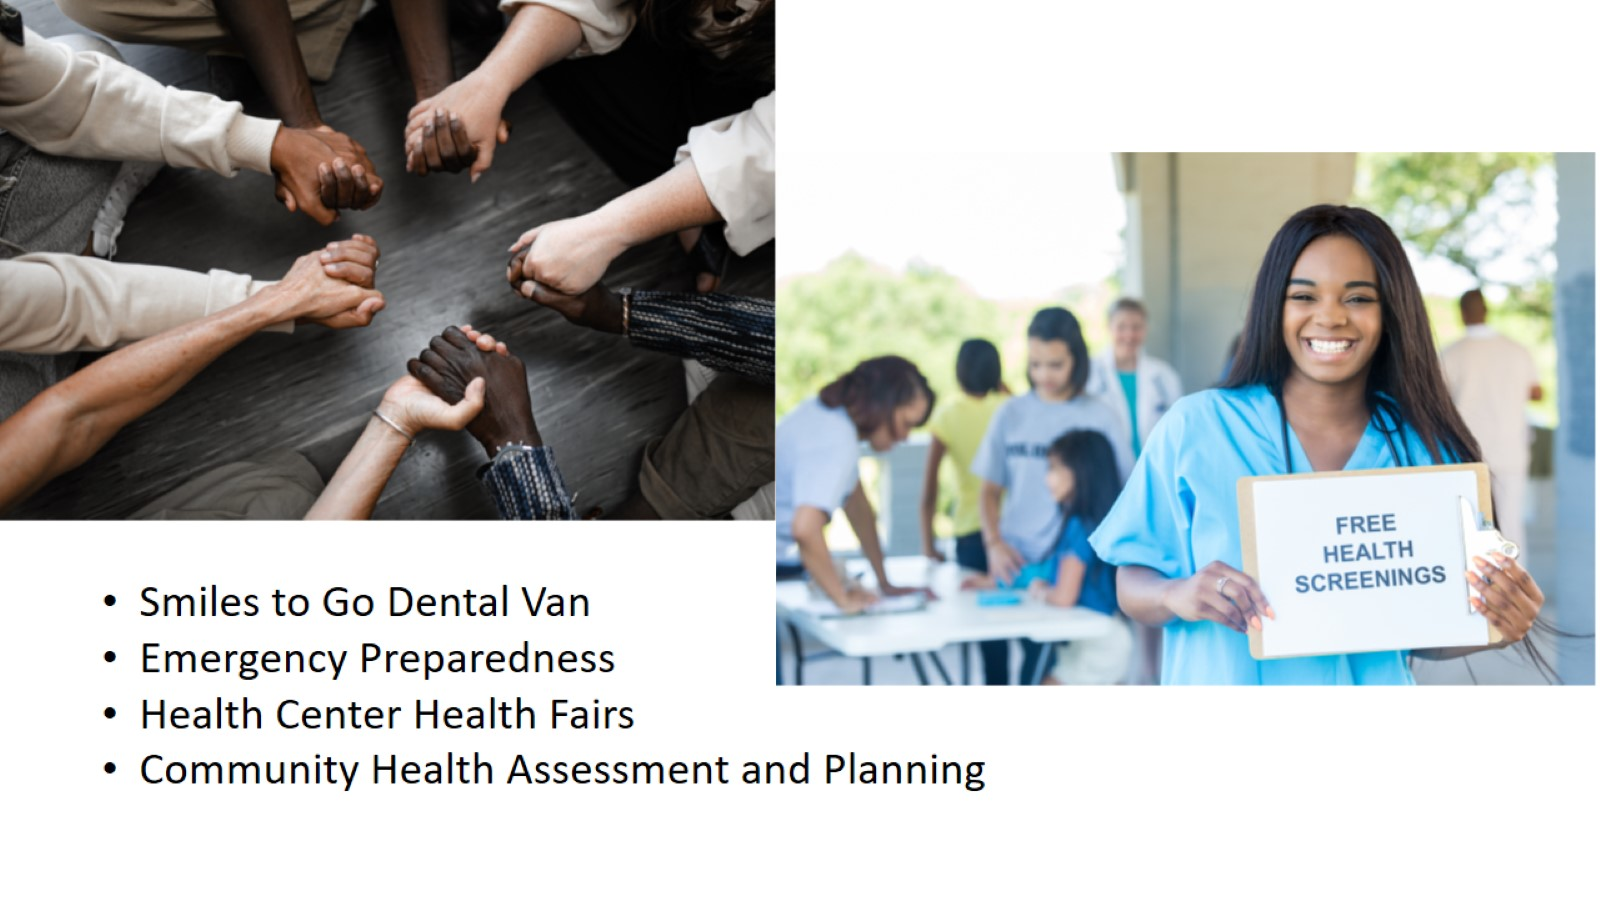 • Smiles to Go Dental Van
• Emergency Preparedness
• Health Center Health Fairs
• Community Health Assessment and Planning
FREE
HEALTH
SCREENINGS